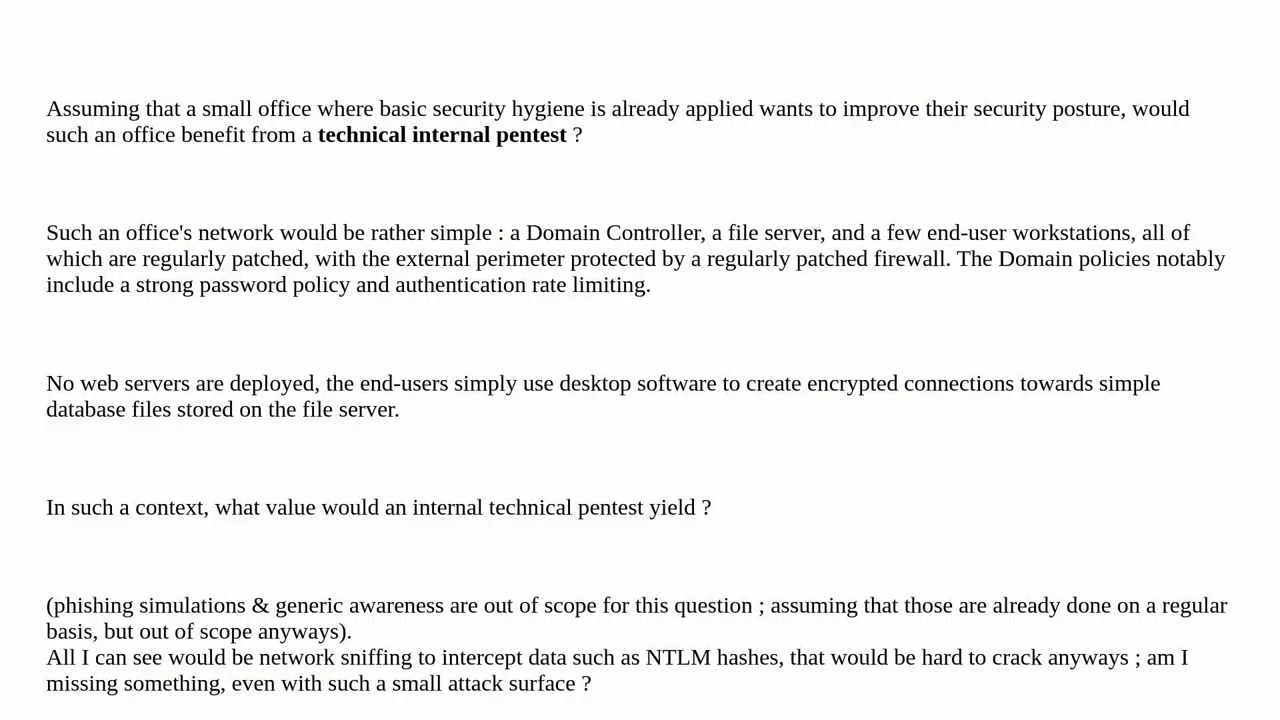 Assuming that a small office where basic security hygiene is already applied wants to improve their security posture, would
such an office benefit from a technical internal pentest ?
Such an office's network would be rather simple : a Domain Controller, a file server, and a few end-user workstations, all of
which are regularly patched, with the external perimeter protected by a regularly patched firewall. The Domain policies notably
include a strong password policy and authentication rate limiting.
No web servers are deployed, the end-users simply use desktop software to create encrypted connections towards simple
database files stored on the file server.
In such a context, what value would an internal technical pentest yield ?
(phishing simulations & generic awareness are out of scope for this question ; assuming that those are already done on a regular
basis, but out of scope anyways).
All I can see would be network sniffing to intercept data such as NTLM hashes, that would be hard to crack anyways ; am I
missing something, even with such a small attack surface ?